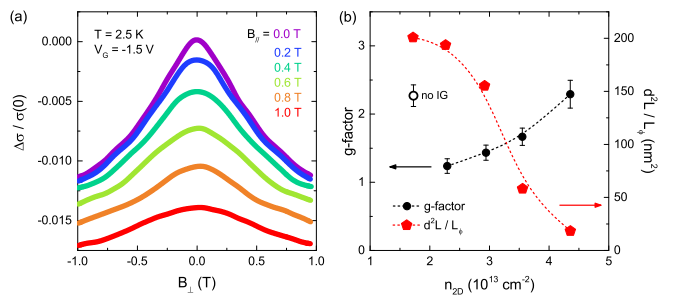 (a)
T = 2.5 K
V_G = -1.5 V
B_// = 0.0 T
0.2 T
0.4 T
0.6 T
0.8 T
1.0 T
0.000
-0.005
-0.010
-0.015
Δσ / σ(0)
-1.0 -0.5 0.0 0.5 1.0
B_⊥ (T)
(b)
3
2
1
0
g-factor
no IG
g-factor
d²L / L_ϕ
200
150
100
50
0
d²L / L_ϕ (nm²)
1 2 3 4 5
n_2D (10¹³ cm⁻²)